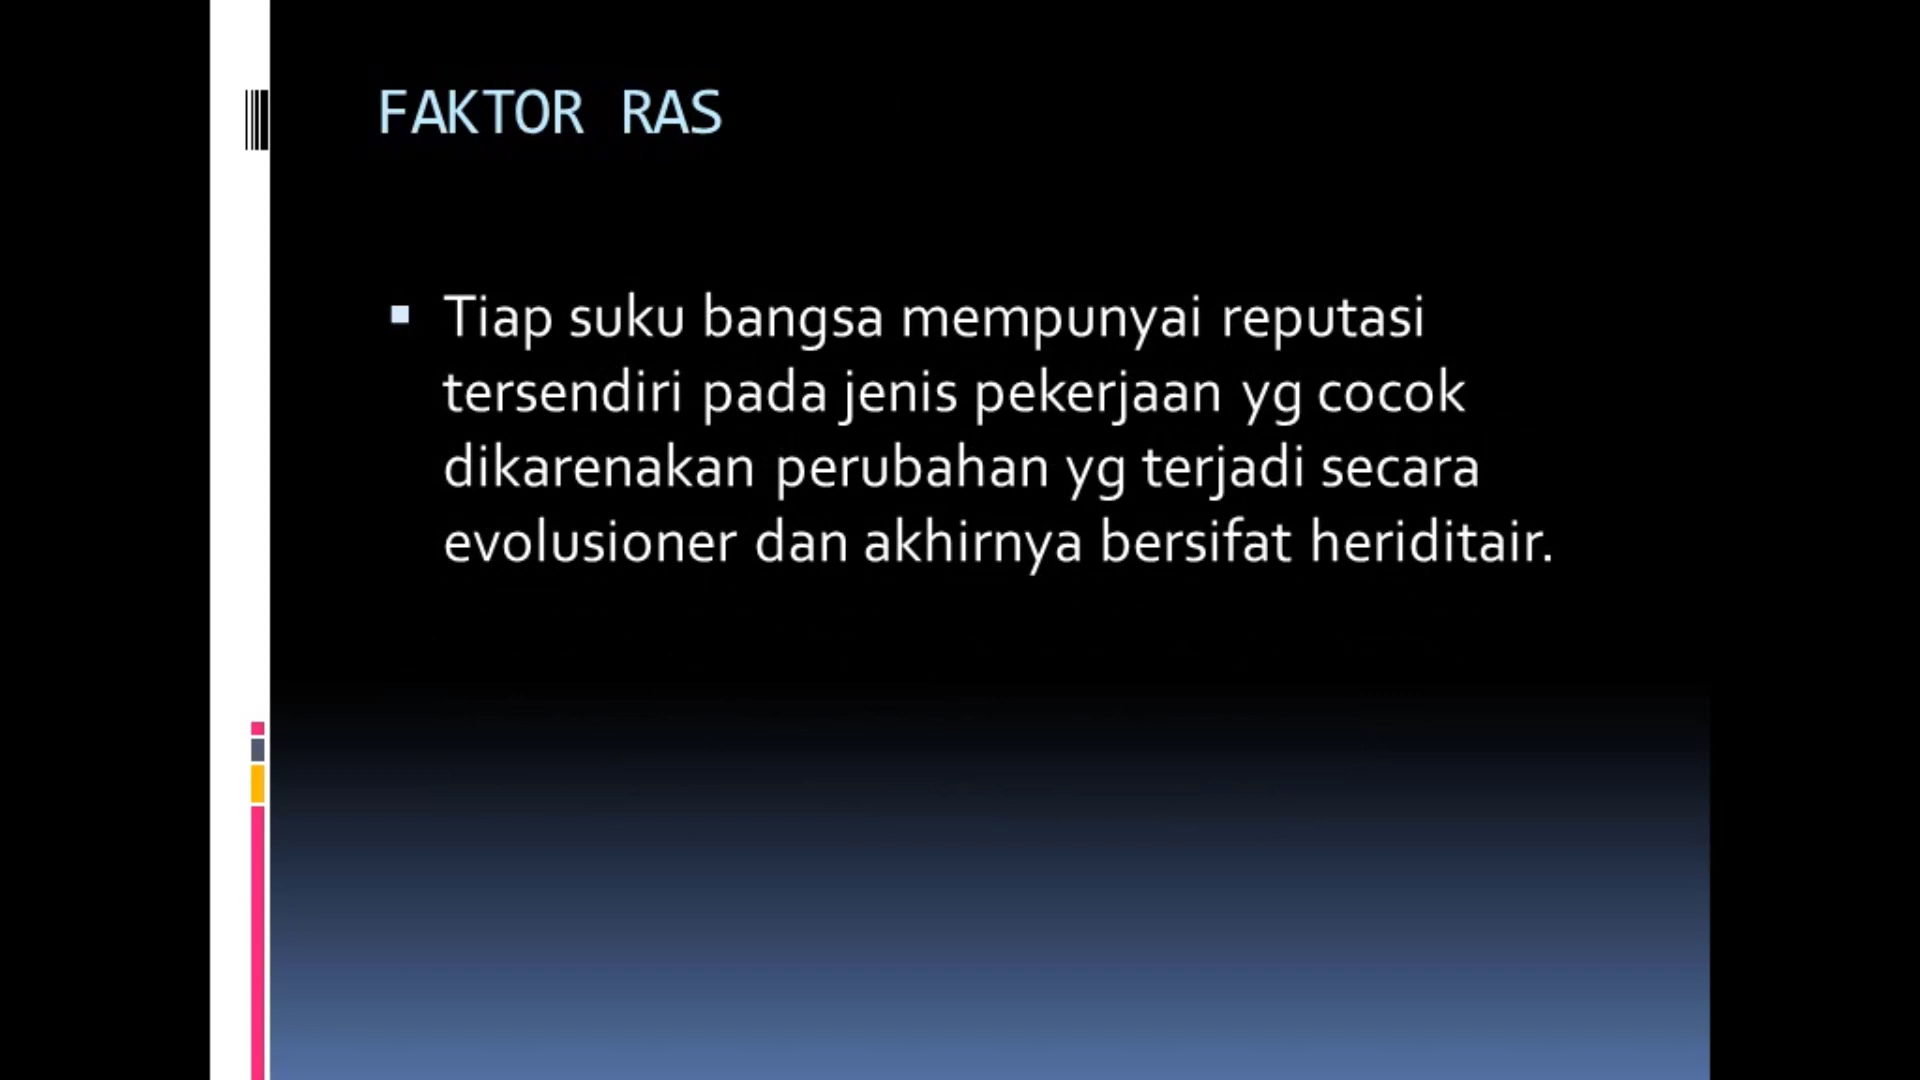 FAKTOR RAS
Tiap suku bangsa mempunyai reputasi
tersendiri pada jenis pekerjaan yg cocok
dikarenakan perubahan yg terjadi secara
evolusioner dan akhirnya bersifat heriditair.